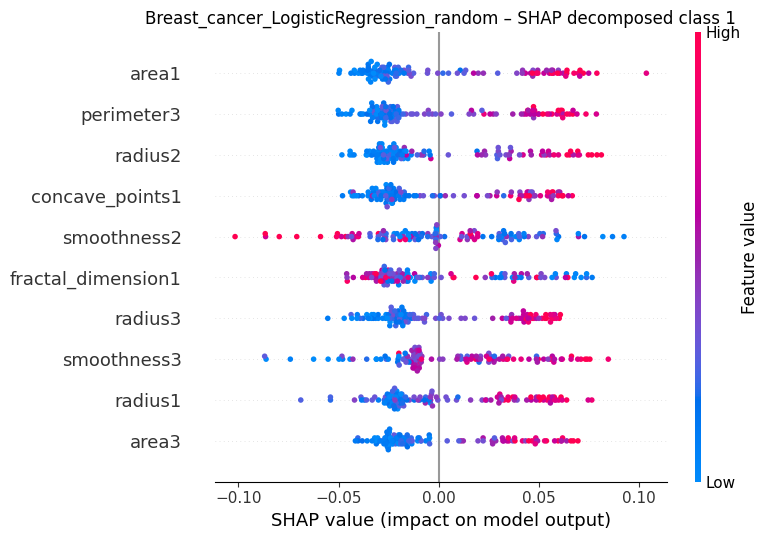 Breast_cancer_LogisticRegression_random – SHAP decomposed class 1
High
area1
perimeter3
radius2
concave_points1
smoothness2
fractal_dimension1
radius3
smoothness3
radius1
area3
Feature value
Low
−0.10 −0.05 0.00 0.05 0.10
SHAP value (impact on model output)